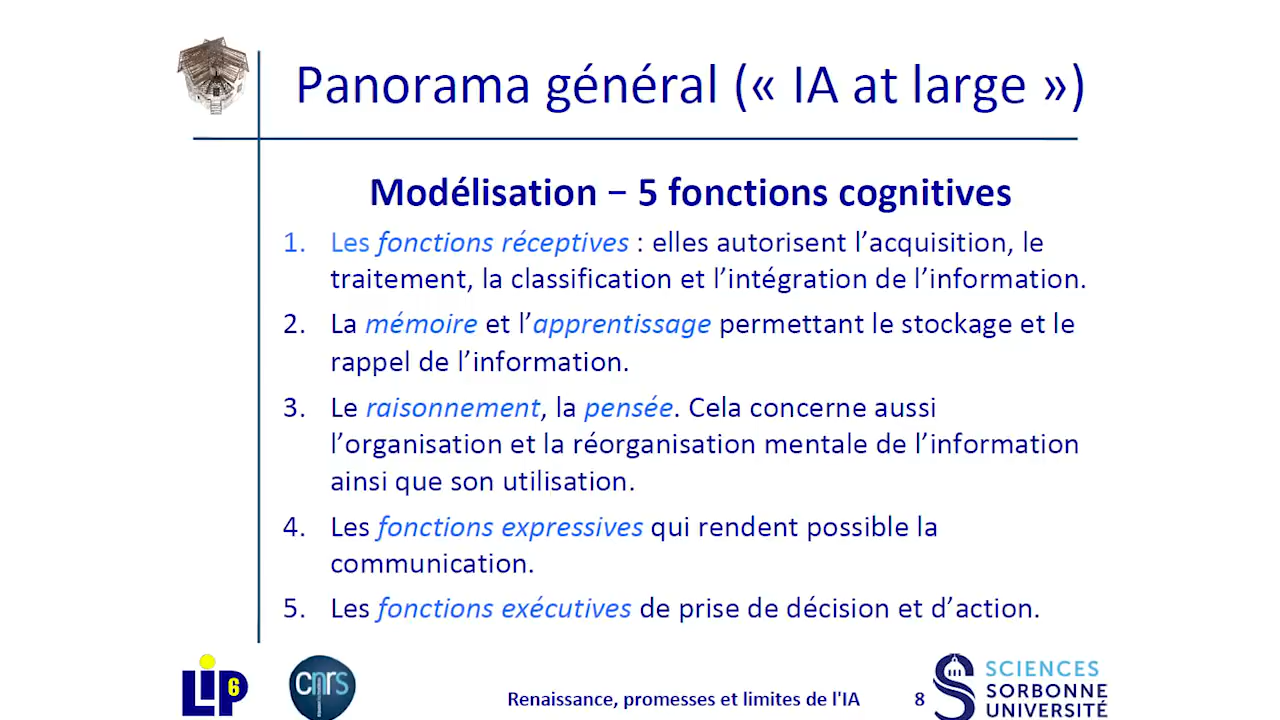 Panorama général (« IA at large »)
Modélisation − 5 fonctions cognitives
1. Les fonctions réceptives : elles autorisent l’acquisition, le
traitement, la classification et l’intégration de l’information.
2. La mémoire et l’apprentissage permettant le stockage et le
rappel de l’information.
3. Le raisonnement, la pensée. Cela concerne aussi
l’organisation et la réorganisation mentale de l’information
ainsi que son utilisation.
4. Les fonctions expressives qui rendent possible la
communication.
5. Les fonctions exécutives de prise de décision et d’action.
LIP6
cnrs
Renaissance, promesses et limites de l'IA 8
SCIENCES
SORBONNE
UNIVERSITÉ